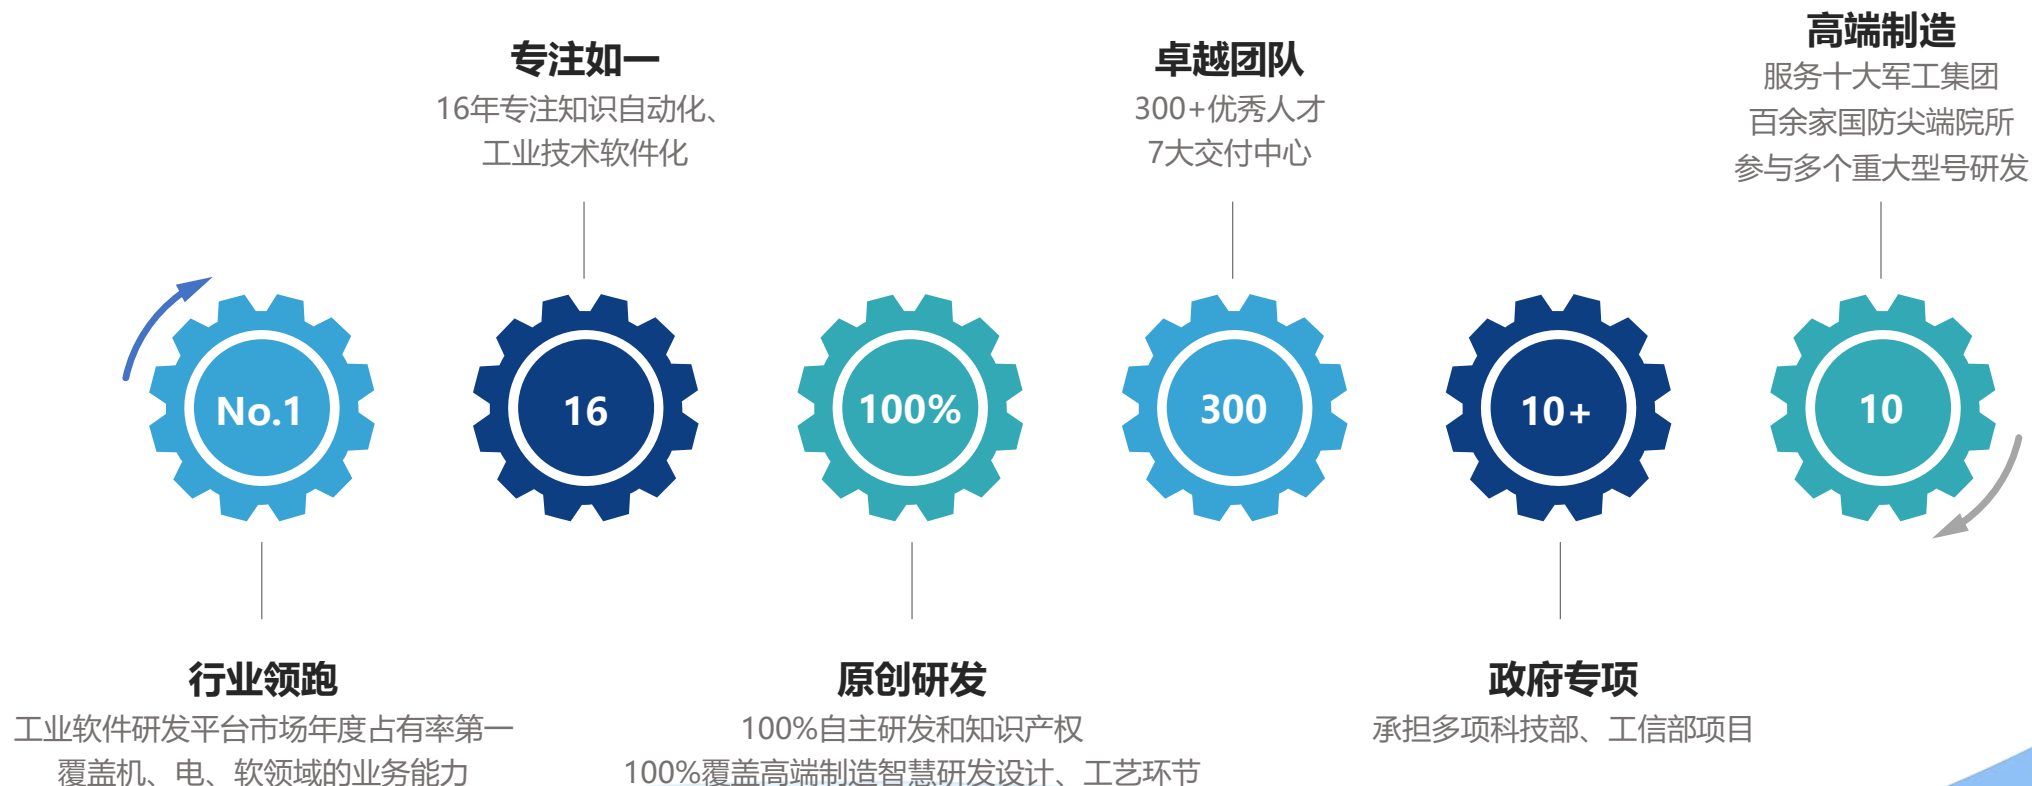 专注如一
16年专注知识自动化、
工业技术软件化
卓越团队
300+优秀人才
7大交付中心
高端制造
服务十大军工集团
百余家国防尖端院所
参与多个重大型号研发
No.1
16
100%
300
10+
10
行业领跑
工业软件研发平台市场年度占有率第一
覆盖机、电、软领域的业务能力
原创研发
100%自主研发和知识产权
100%覆盖高端制造智慧研发设计、工艺环节
政府专项
承担多项科技部、工信部项目